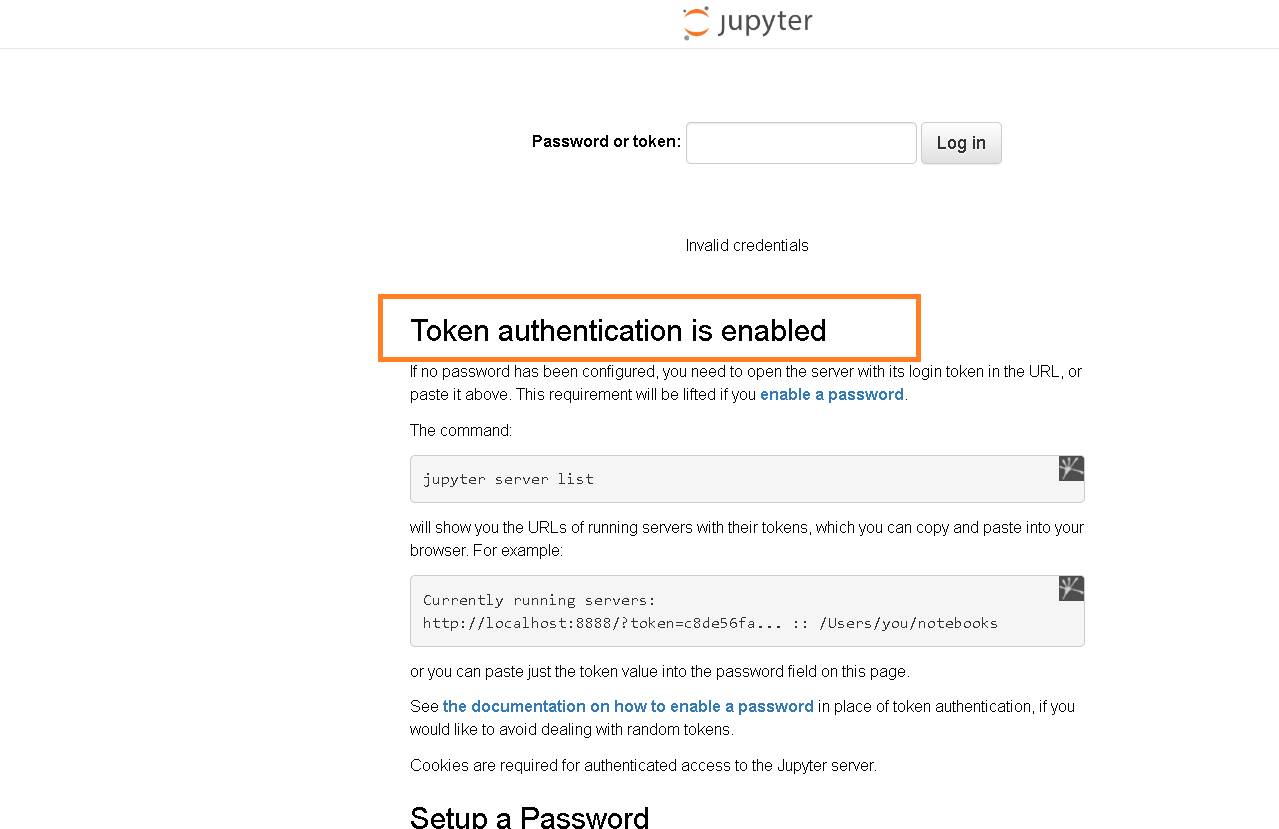 jupyter
Password or token:
Log in
Invalid credentials
Token authentication is enabled
If no password has been configured, you need to open the server with its login token in the URL, or
paste it above. This requirement will be lifted if you enable a password.
The command:
jupyter server list
will show you the URLs of running servers with their tokens, which you can copy and paste into your
browser. For example:
Currently running servers:
http://localhost:8888/?token=c8de56fa... :: /Users/you/notebooks
or you can paste just the token value into the password field on this page.
See the documentation on how to enable a password in place of token authentication, if you
would like to avoid dealing with random tokens.
Cookies are required for authenticated access to the Jupyter server.
Setup a Password